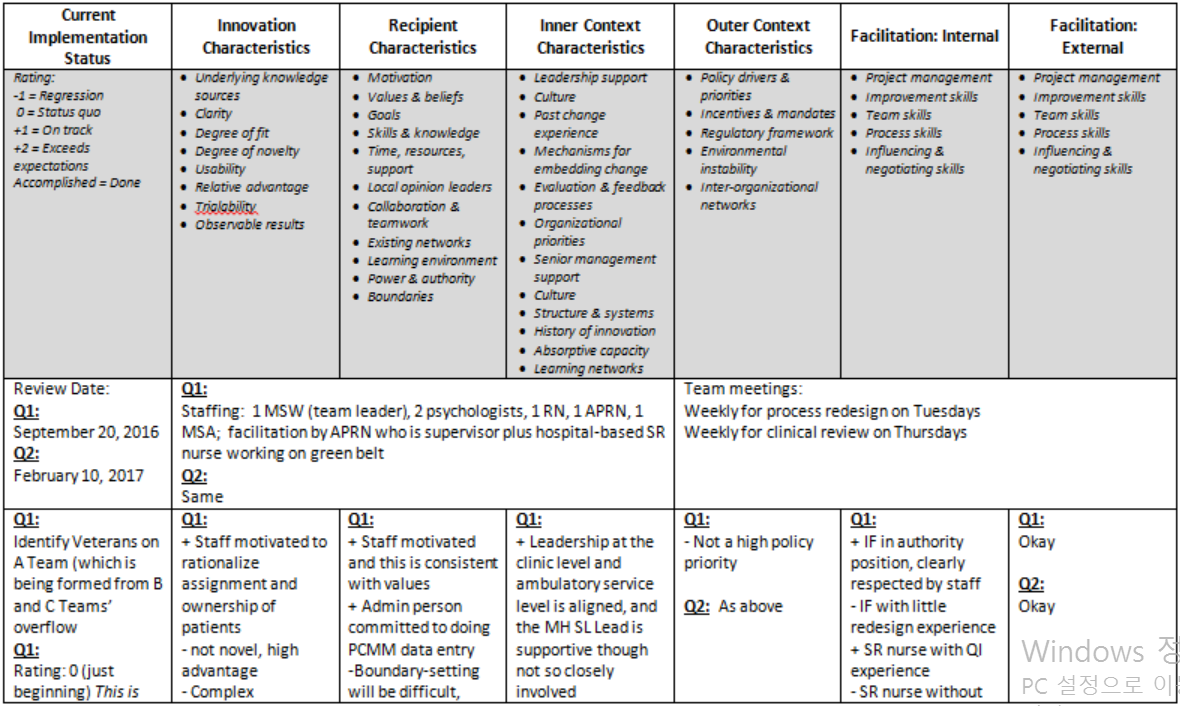 Current
Implementation
Status
Innovation
Characteristics
Recipient
Characteristics
Inner Context
Characteristics
Outer Context
Characteristics
Facilitation: Internal
Facilitation:
External
Rating:
-1 = Regression
0 = Status quo
+1 = On track
+2 = Exceeds
expectations
Accomplished = Done
• Underlying knowledge
sources
• Clarity
• Degree of fit
• Degree of novelty
• Usability
• Relative advantage
• Trialability
• Observable results
• Motivation
• Values & beliefs
• Goals
• Skills & knowledge
• Time, resources,
support
• Local opinion leaders
• Collaboration &
teamwork
• Existing networks
• Learning environment
• Power & authority
• Boundaries
• Leadership support
• Culture
• Past change
experience
• Mechanisms for
embedding change
• Evaluation & feedback
processes
• Organizational
priorities
• Senior management
support
• Culture
• Structure & systems
• History of innovation
• Absorptive capacity
• Learning networks
• Policy drivers &
priorities
• Incentives & mandates
• Regulatory framework
• Environmental
instability
• Inter-organizational
networks
• Project management
• Improvement skills
• Team skills
• Process skills
• Influencing &
negotiating skills
• Project management
• Improvement skills
• Team skills
• Process skills
• Influencing &
negotiating skills
Review Date:
Q1:
September 20, 2016
Q2:
February 10, 2017
Q1:
Staffing: 1 MSW (team leader), 2 psychologists, 1 RN, 1 APRN, 1
MSA; facilitation by APRN who is supervisor plus hospital-based SR
nurse working on green belt
Q2:
Same
Team meetings:
Weekly for process redesign on Tuesdays
Weekly for clinical review on Thursdays
Q1:
Identify Veterans on
A Team (which is
being formed from B
and C Teams'
overflow
Q1:
Rating: 0 (just
beginning) This is
Q1:
+ Staff motivated to
rationalize
assignment and
ownership of
patients
- not novel, high
advantage
- Complex
Q1:
+ Staff motivated
and this is consistent
with values
+ Admin person
committed to doing
PCMM data entry
-Boundary-setting
will be difficult,
Q1:
+ Leadership at the
clinic level and
ambulatory service
level is aligned, and
the MH SL Lead is
supportive though
not so closely
involved
Q1:
- Not a high policy
priority
Q2: As above
Q1:
+ IF in authority
position, clearly
respected by staff
- IF with little
redesign experience
+ SR nurse with QI
experience
- SR nurse without
Q1:
Okay
Q2:
Okay
Windows 정
PC 설정으로